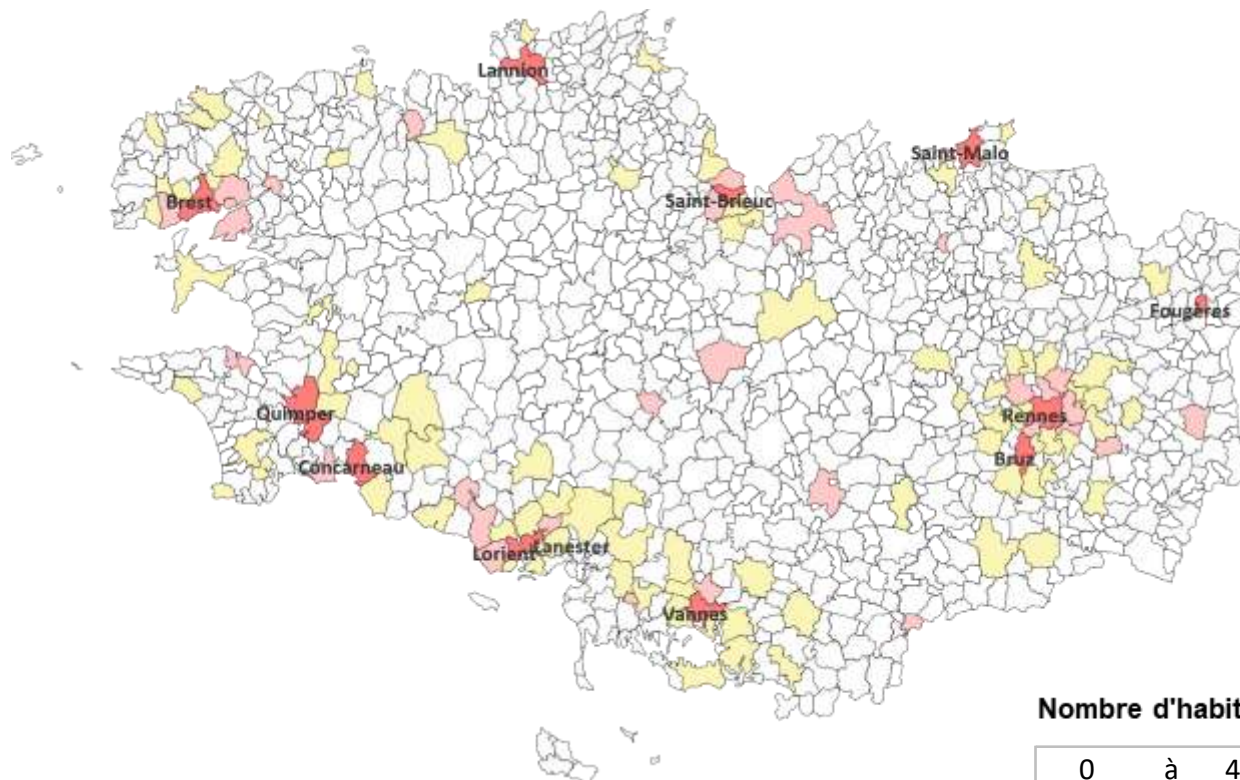 Lannion
Saint-Malo
Brest
Saint-Brieuc
Fougères
Quimper
Rennes
Concarneau
Bruz
Lorient
Lanester
Vannes
Nombre d'habit
0 à 4